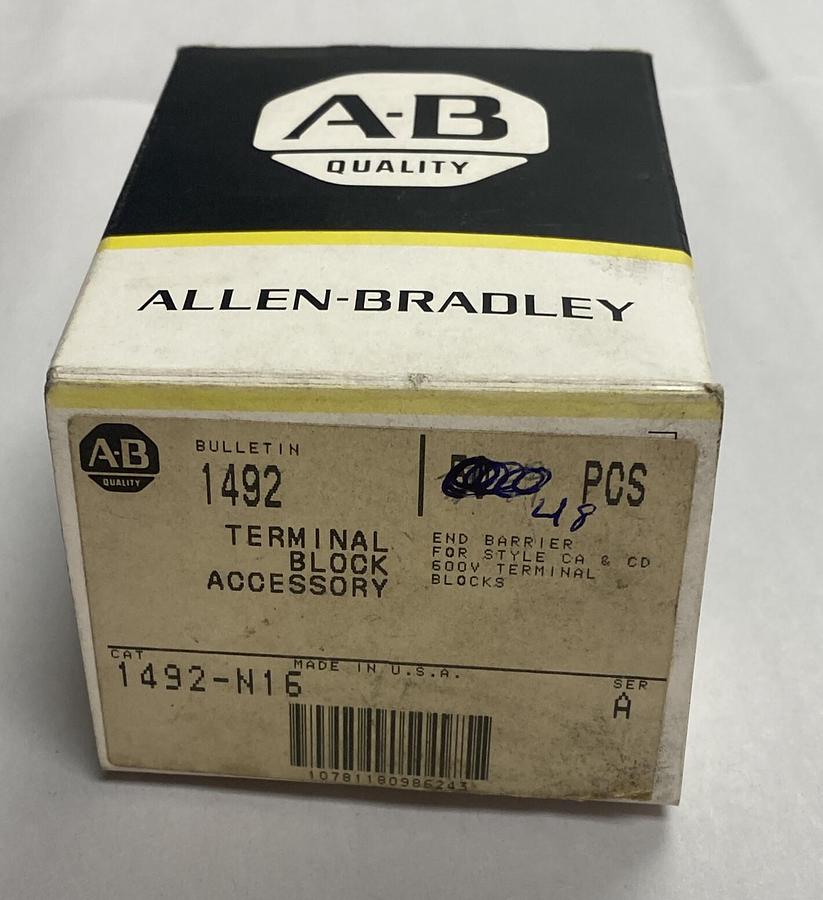 A-B
QUALITY
ALLEN-BRADLEY
A-B
QUALITY
BULLETIN
1492
PCS
48
TERMINAL
BLOCK
ACCESSORY
END BARRIER
FOR STYLE CA & CD
600V TERMINAL
BLOCKS
CAT
1492-N16
MADE IN U.S.A.
SER
A
10781180986243